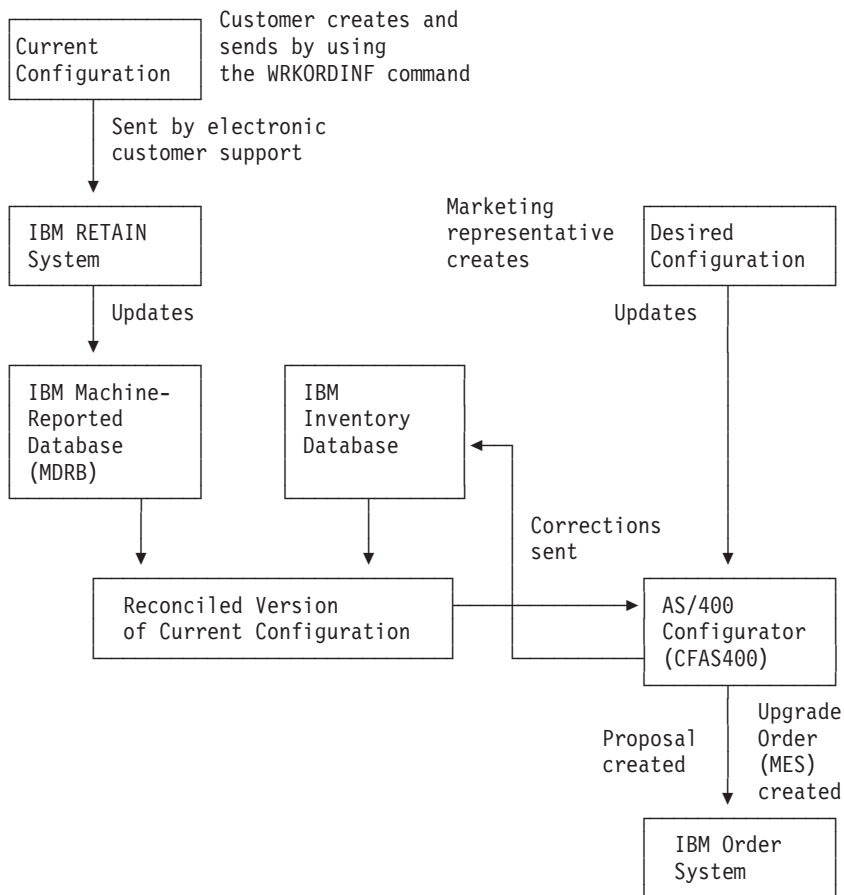 Customer creates and
sends by using
the WRKORDINF command
Current
Configuration
Sent by electronic
customer support
IBM RETAIN
System
Marketing
representative
creates
Desired
Configuration
Updates
Updates
IBM Machine-
Reported
Database
(MDRB)
IBM
Inventory
Database
Corrections
sent
Reconciled Version
of Current Configuration
AS/400
Configurator
(CFAS400)
Proposal
created
Upgrade
Order
(MES)
created
IBM Order
System